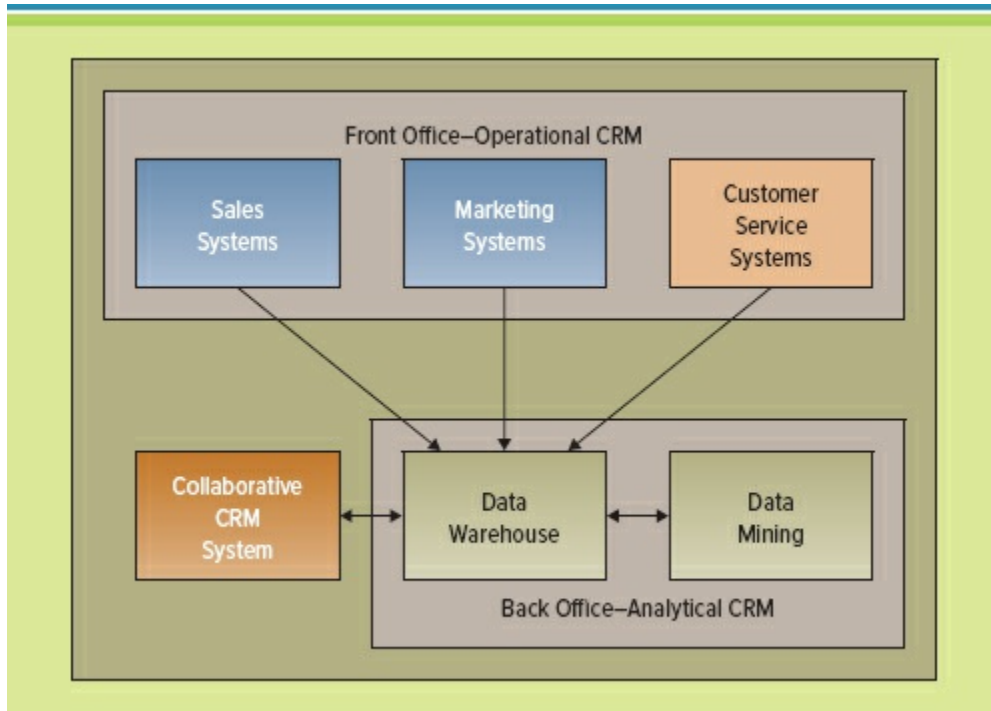 Front Office–Operational CRM
Sales
Systems
Marketing
Systems
Customer
Service
Systems
Collaborative
CRM
System
Data
Warehouse
Data
Mining
Back Office–Analytical CRM